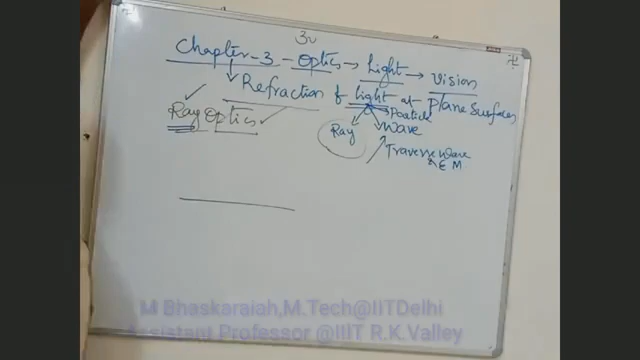 Chapter-3 - Optics → Light → vision
Refraction of light at plane surfaces
Ray Optics
Particle
Ray
Wave
Traverse wave
E M
M Bhaskaraiah,M.Tech@IITDelhi
Assistant Professor @IIIT R.K.Valley